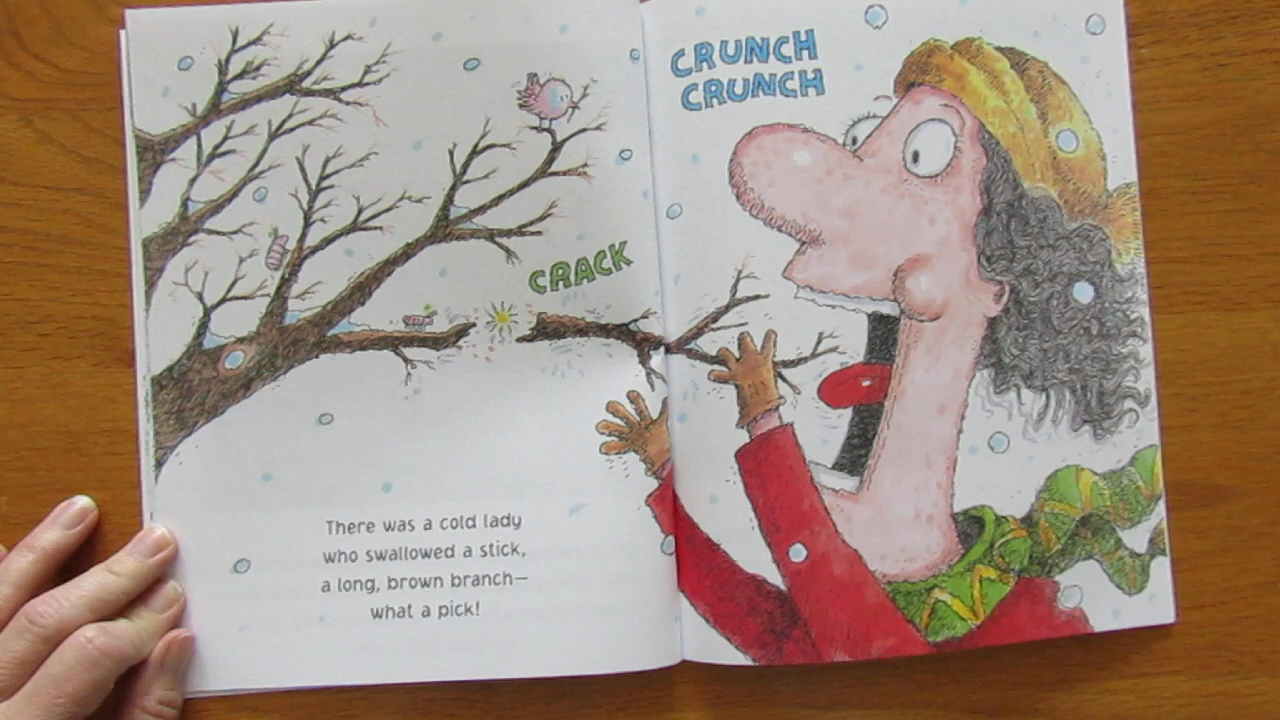 CRACK
There was a cold lady
who swallowed a stick,
a long, brown branch—
what a pick!
CRUNCH
CRUNCH